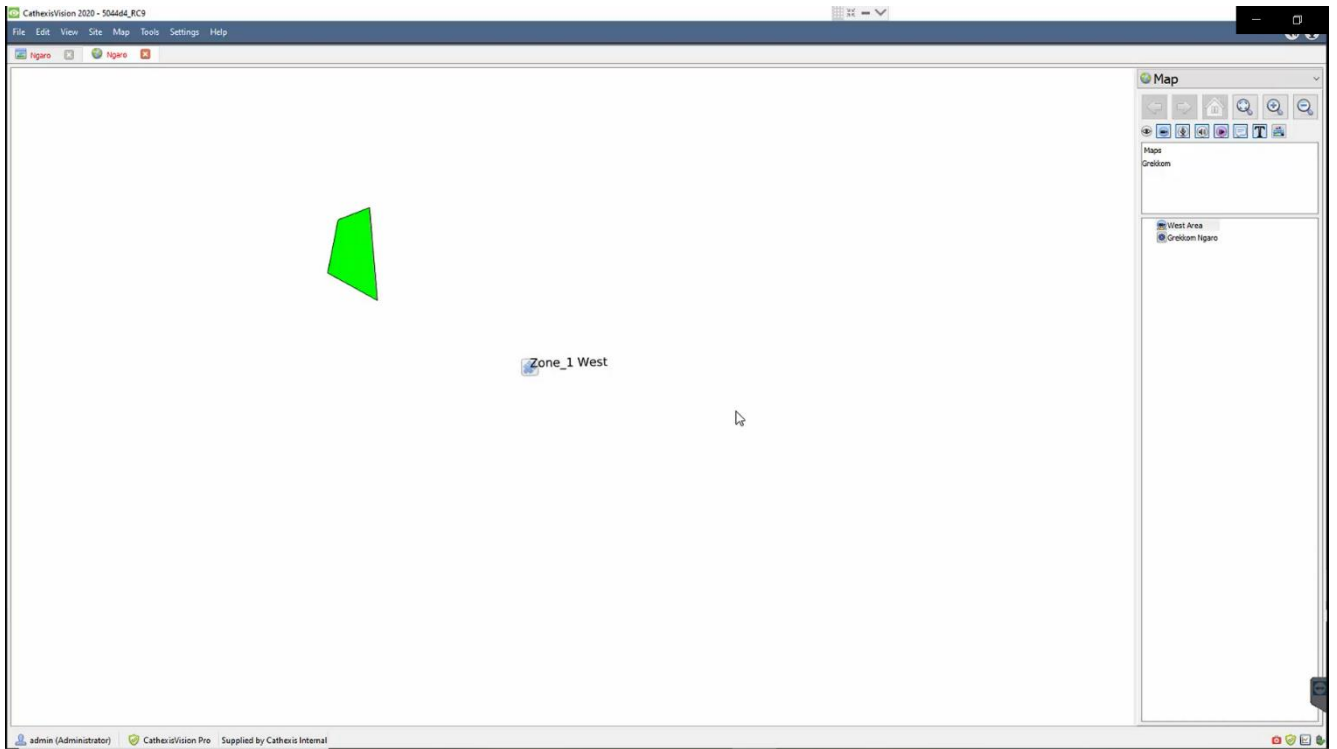 CathexisVision 2020 - 5044d4_RC9
File Edit View Site Map Tools Settings Help
Ngaro Ngaro
Map
T
Maps
Grekkom
West Area
Grekkom Ngaro
Zone_1 West
admin (Administrator) CathexisVision Pro Supplied by Cathexis Internal